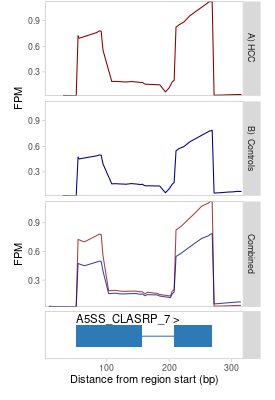 0.9
0.6
0.3
A) HCC
FPM
0.9
0.6
0.3
B) Controls
0.9
0.6
0.3
Combined
FPM
A5SS_CLASRP_7 >
100
200
300
Distance from region start (bp)